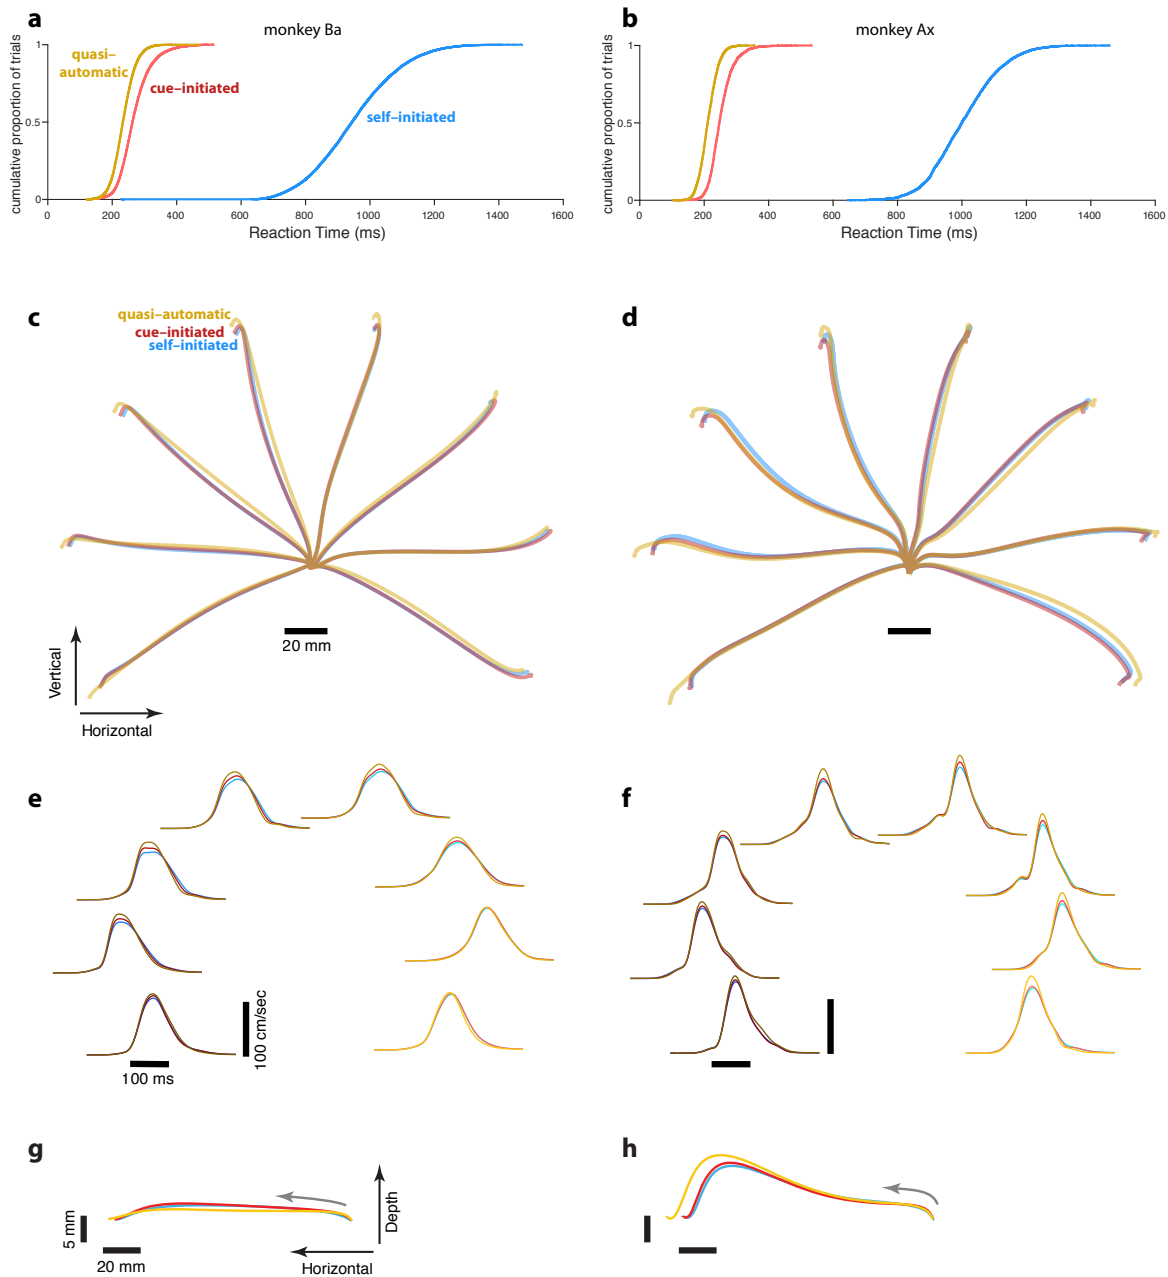 a
monkey Ba
cumulative proportion of trials
1
0.5
0
quasi–
automatic
cue–initiated
self–initiated
0 200 400 600 800 1000 1200 1400 1600
Reaction Time (ms)
b
monkey Ax
cumulative proportion of trials
1
0.5
0
0 200 400 600 800 1000 1200 1400 1600
Reaction Time (ms)
c
quasi–automatic
cue–initiated
self–initiated
20 mm
Vertical
Horizontal
d
e
100 cm/sec
100 ms
f
g
5 mm
20 mm
Depth
Horizontal
h